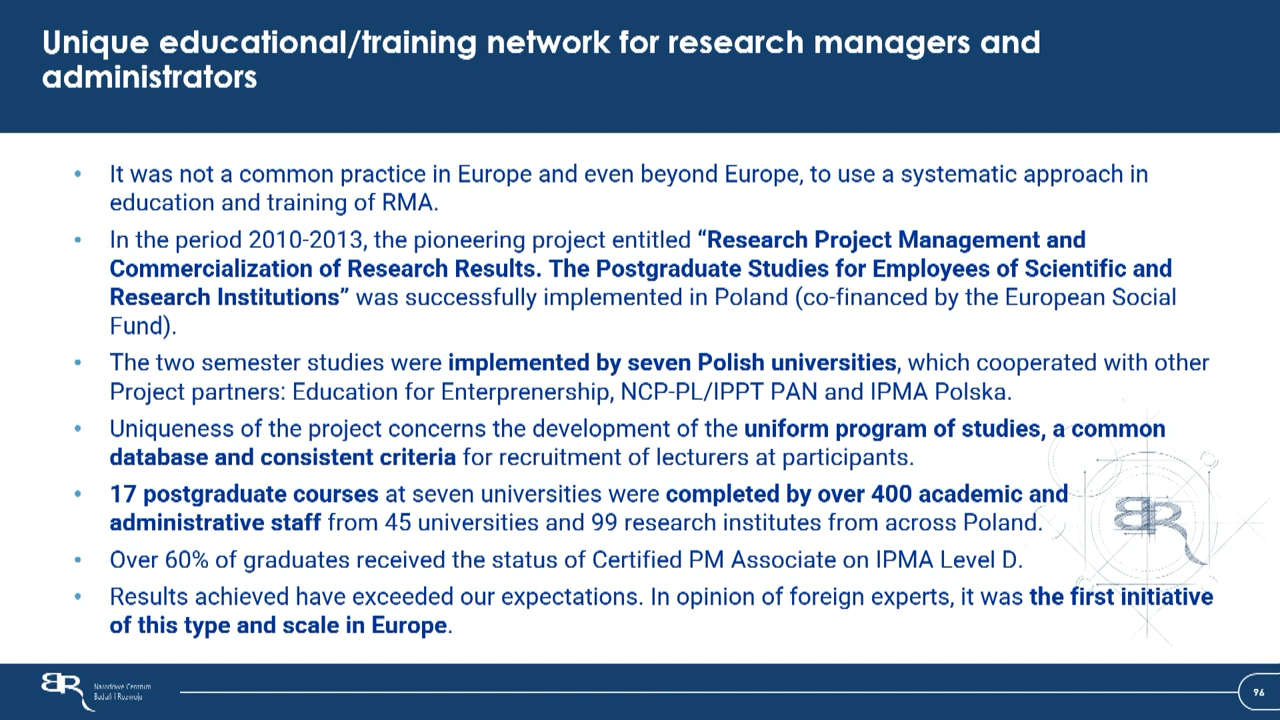 Unique educational/training network for research managers and
administrators
• It was not a common practice in Europe and even beyond Europe, to use a systematic approach in
education and training of RMA.
• In the period 2010-2013, the pioneering project entitled “Research Project Management and
Commercialization of Research Results. The Postgraduate Studies for Employees of Scientific and
Research Institutions” was successfully implemented in Poland (co-financed by the European Social
Fund).
• The two semester studies were implemented by seven Polish universities, which cooperated with other
Project partners: Education for Enterprenership, NCP-PL/IPPT PAN and IPMA Polska.
• Uniqueness of the project concerns the development of the uniform program of studies, a common
database and consistent criteria for recruitment of lecturers at participants.
• 17 postgraduate courses at seven universities were completed by over 400 academic and
administrative staff from 45 universities and 99 research institutes from across Poland.
• Over 60% of graduates received the status of Certified PM Associate on IPMA Level D.
• Results achieved have exceeded our expectations. In opinion of foreign experts, it was the first initiative
of this type and scale in Europe.
BR
BR
Narodowe Centrum
Badań i Rozwoju
96